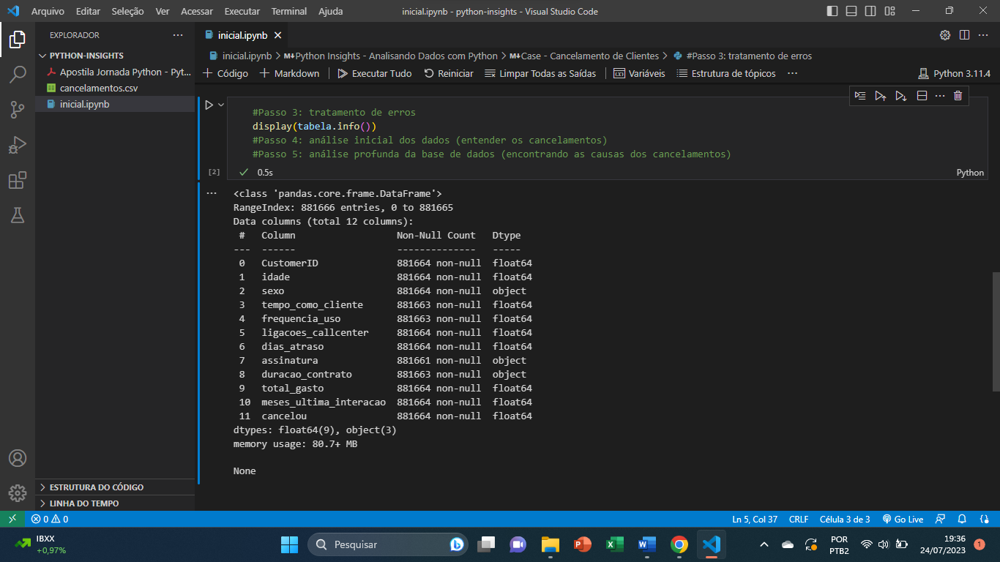 Arquivo Editar Seleção Ver Acessar Executar Terminal Ajuda inicial.ipynb - python-insights - Visual Studio Code
EXPLORADOR
PYTHON-INSIGHTS
Apostila Jornada Python - Pyt...
cancelamentos.csv
inicial.ipynb
ESTRUTURA DO CÓDIGO
LINHA DO TEMPO
inicial.ipynb
inicial.ipynb > Python Insights - Analisando Dados com Python > Case - Cancelamento de Clientes > #Passo 3: tratamento de erros
Código Markdown Executar Tudo Reiniciar Limpar Todas as Saídas Variáveis Estrutura de tópicos ... Python 3.11.4
#Passo 3: tratamento de erros
display(tabela.info())
#Passo 4: análise inicial dos dados (entender os cancelamentos)
#Passo 5: análise profunda da base de dados (encontrando as causas dos cancelamentos)
[2] 0.5s Python
<class 'pandas.core.frame.DataFrame'>
RangeIndex: 881666 entries, 0 to 881665
Data columns (total 12 columns):
# Column Non-Null Count Dtype
--- ------ -------------- -----
0 CustomerID 881664 non-null float64
1 idade 881664 non-null float64
2 sexo 881664 non-null object
3 tempo_como_cliente 881663 non-null float64
4 frequencia_uso 881663 non-null float64
5 ligacoes_callcenter 881664 non-null float64
6 dias_atraso 881664 non-null float64
7 assinatura 881661 non-null object
8 duracao_contrato 881663 non-null object
9 total_gasto 881664 non-null float64
10 meses_ultima_interacao 881664 non-null float64
11 cancelou 881664 non-null float64
dtypes: float64(9), object(3)
memory usage: 80.7+ MB
None
0 0 Ln 5, Col 37 CRLF Célula 3 de 3 Go Live
IBXX
+0,97%
Pesquisar
POR
PTB2
19:36
24/07/2023
1